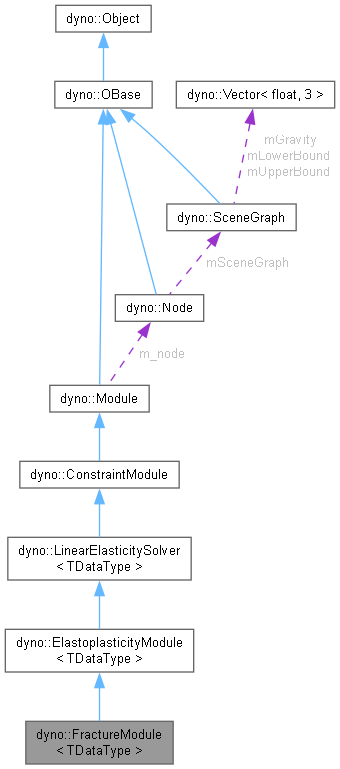 dyno::Object
dyno::OBase
dyno::Vector< float, 3 >
mGravity
mLowerBound
mUpperBound
dyno::SceneGraph
mSceneGraph
dyno::Node
m_node
dyno::Module
dyno::ConstraintModule
dyno::LinearElasticitySolver
< TDataType >
dyno::ElastoplasticityModule
< TDataType >
dyno::FractureModule
< TDataType >